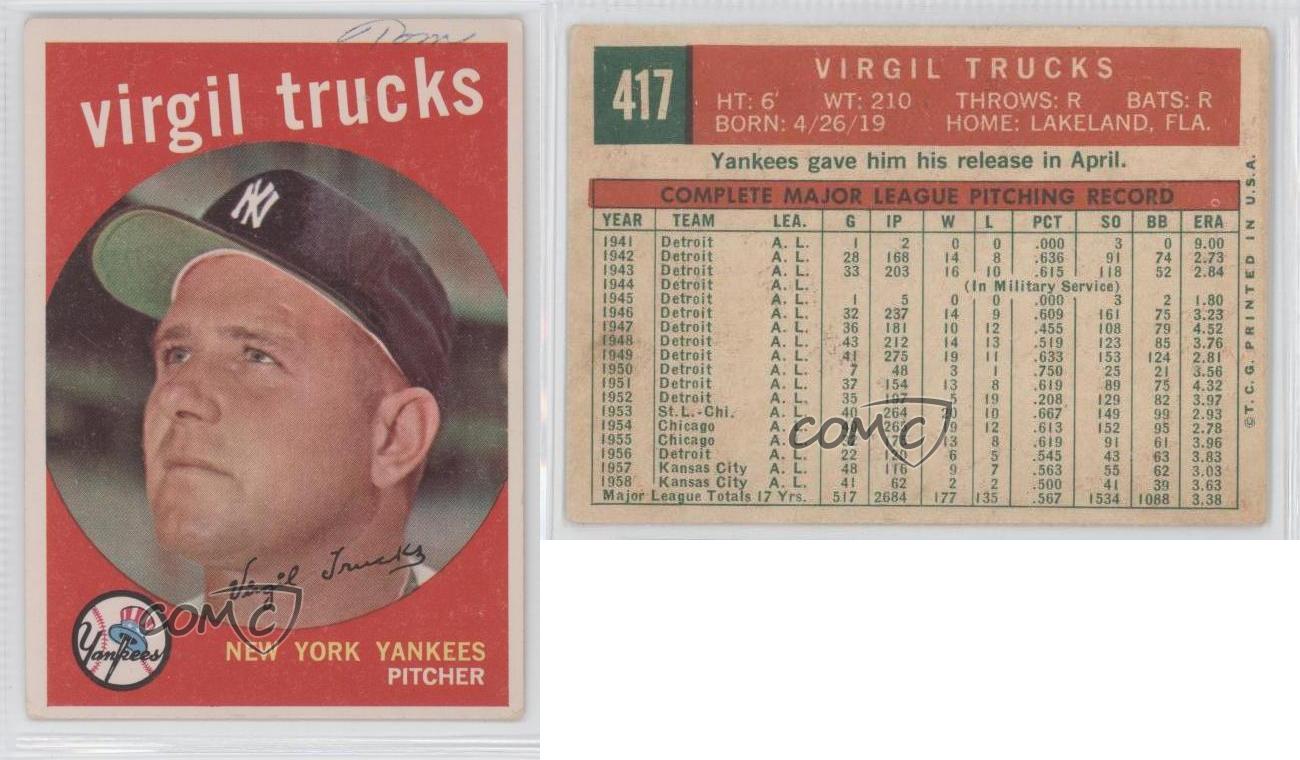 Tom
virgil trucks
NY
Virgil Trucks
COMC
Yankees
NEW YORK YANKEES
PITCHER
417
VIRGIL TRUCKS
HT: 6' WT: 210 THROWS: R BATS: R
BORN: 4/26/19 HOME: LAKELAND, FLA.
Yankees gave him his release in April.
COMPLETE MAJOR LEAGUE PITCHING RECORD
YEAR TEAM LEA. G IP W L PCT SO BB ERA
1941 Detroit A. L. 1 2 0 0 .000 3 0 9.00
1942 Detroit A. L. 28 168 14 8 .636 91 74 2.73
1943 Detroit A. L. 33 203 16 10 .615 118 52 2.84
1944 Detroit A. L. (In Military Service)
1945 Detroit A. L. 1 5 0 0 .000 3 2 1.80
1946 Detroit A. L. 32 237 14 9 .609 161 75 3.23
1947 Detroit A. L. 36 181 10 12 .455 108 79 4.52
1948 Detroit A. L. 43 212 14 13 .519 123 85 3.76
1949 Detroit A. L. 41 275 19 11 .633 153 124 2.81
1950 Detroit A. L. 7 48 3 1 .750 25 21 3.56
1951 Detroit A. L. 37 154 13 8 .619 89 75 4.32
1952 Detroit A. L. 35 197 5 19 .208 129 82 3.97
1953 St.L.-Chi. A. L. 40 264 20 10 .667 149 99 2.93
1954 Chicago A. L. 19 12 .613 152 95 2.78
1955 Chicago A. L. 13 8 .619 91 61 3.96
1956 Detroit A. L. 22 120 6 5 .545 43 63 3.83
1957 Kansas City A. L. 48 116 9 7 .563 55 62 3.03
1958 Kansas City A. L. 41 62 2 2 .500 41 39 3.63
Major League Totals 17 Yrs. 517 2684 177 135 .567 1534 1088 3.38
COMC
© T. C. G. PRINTED IN U.S.A.